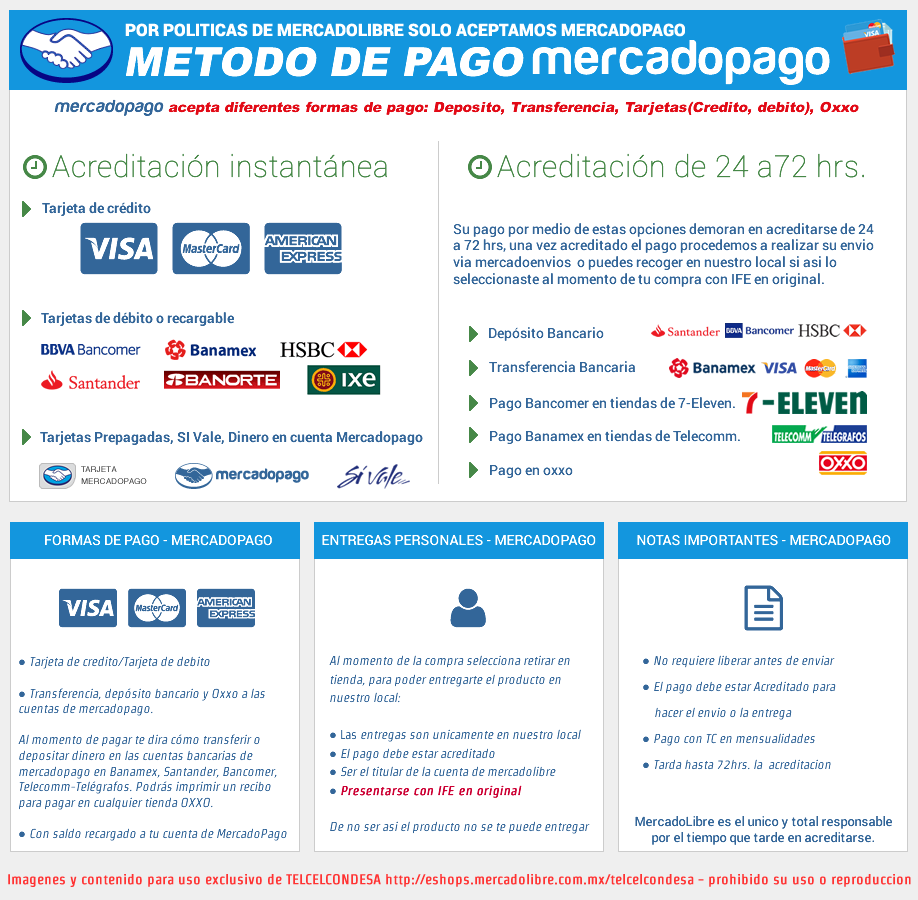 POR POLITICAS DE MERCADOLIBRE SOLO ACEPTAMOS MERCADOPAGO
METODO DE PAGO mercadopago
VISA
mercadopago acepta diferentes formas de pago: Deposito, Transferencia, Tarjetas(Credito, debito), Oxxo
Acreditación instantánea
Tarjeta de crédito
VISA MasterCard AMERICAN EXPRESS
Tarjetas de débito o recargable
BBVA Bancomer Banamex HSBC
Santander BANORTE IXE
Tarjetas Prepagadas, SI Vale, Dinero en cuenta Mercadopago
TARJETA
MERCADOPAGO
mercadopago Sí Vale
Acreditación de 24 a72 hrs.
Su pago por medio de estas opciones demoran en acreditarse de 24
a 72 hrs, una vez acreditado el pago procedemos a realizar su envio
via mercadoenvios o puedes recoger en nuestro local si asi lo
seleccionaste al momento de tu compra con IFE en original.
Depósito Bancario Santander BBVA Bancomer HSBC
Transferencia Bancaria Banamex VISA MasterCard
Pago Bancomer en tiendas de 7-Eleven. 7-ELEVEN
Pago Banamex en tiendas de Telecomm. TELECOMM TELEGRAFOS
Pago en oxxo OXXO
FORMAS DE PAGO - MERCADOPAGO
VISA MasterCard AMERICAN EXPRESS
● Tarjeta de credito/Tarjeta de debito
● Transferencia, depósito bancario y Oxxo a las
cuentas de mercadopago.
Al momento de pagar te dira cómo transferir o
depositar dinero en las cuentas bancarias de
mercadopago en Banamex, Santander, Bancomer,
Telecomm-Telégrafos. Podrás imprimir un recibo
para pagar en cualquier tienda OXXO.
● Con saldo recargado a tu cuenta de MercadoPago
ENTREGAS PERSONALES - MERCADOPAGO
Al momento de la compra selecciona retirar en
tienda, para poder entregarte el producto en
nuestro local:
● Las entregas son unicamente en nuestro local
● El pago debe estar acreditado
● Ser el titular de la cuenta de mercadolibre
● Presentarse con IFE en original
De no ser asi el producto no se te puede entregar
NOTAS IMPORTANTES - MERCADOPAGO
● No requiere liberar antes de enviar
● El pago debe estar Acreditado para
hacer el envio o la entrega
● Pago con TC en mensualidades
● Tarda hasta 72hrs. la acreditacion
MercadoLibre es el unico y total responsable
por el tiempo que tarde en acreditarse.
Imagenes y contenido para uso exclusivo de TELCELCONDESA http://eshops.mercadolibre.com.mx/telcelcondesa - prohibido su uso o reproduccion